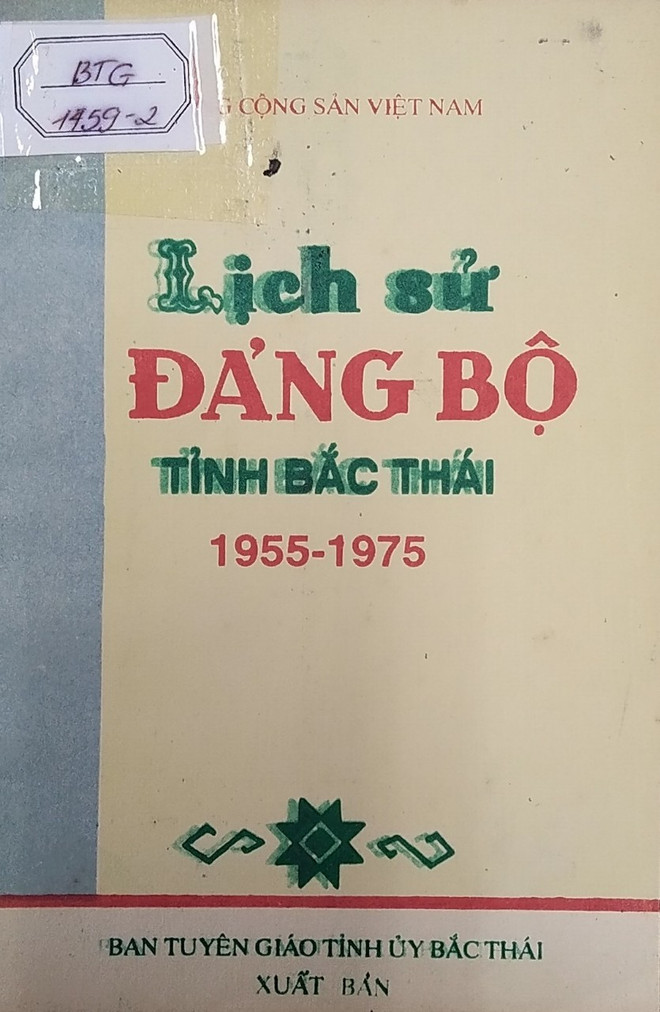 BTG
1459-2
CỘNG SẢN VIỆT NAM
Lịch sử
ĐẢNG BỘ
TỈNH BẮC THÁI
1955-1975
BAN TUYÊN GIÁO TỈNH ỦY BẮC THÁI
XUẤT BẢN